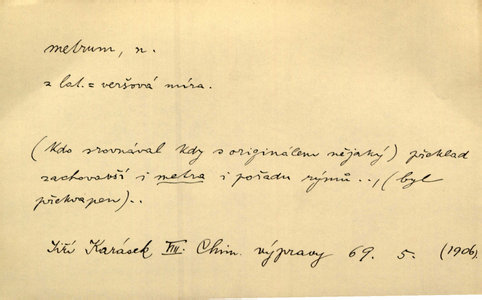 metrum, n.
z lat. = veršová míra.
(Kdo srovnával kdy s originálem nějaký) překlad
zachovavší i metra i pořadu rýmů..., (byl
překvapen)..
Jiří Karásek Chim. výpravy 69. 5. (1906).